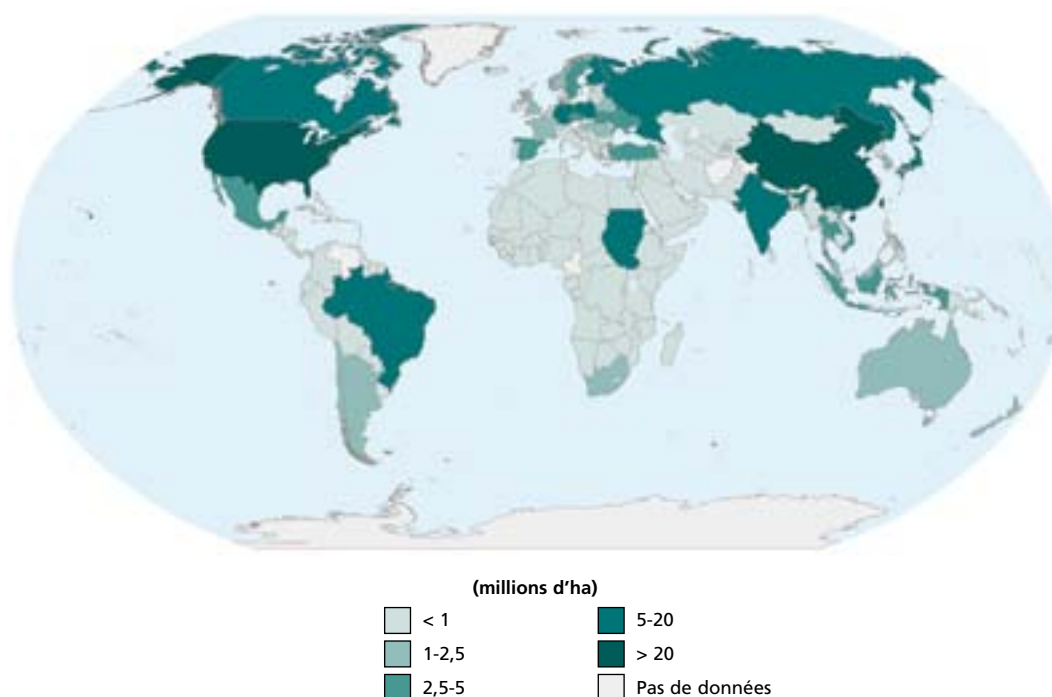 (millions d'ha)
< 1
1-2,5
2,5-5
5-20
> 20
Pas de données